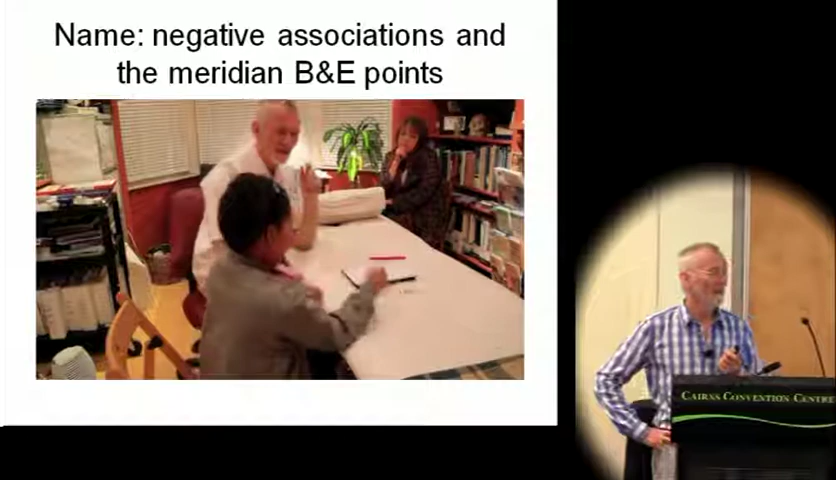 Name: negative associations and
the meridian B&E points
CAIRNS CONVENTION CENTRE